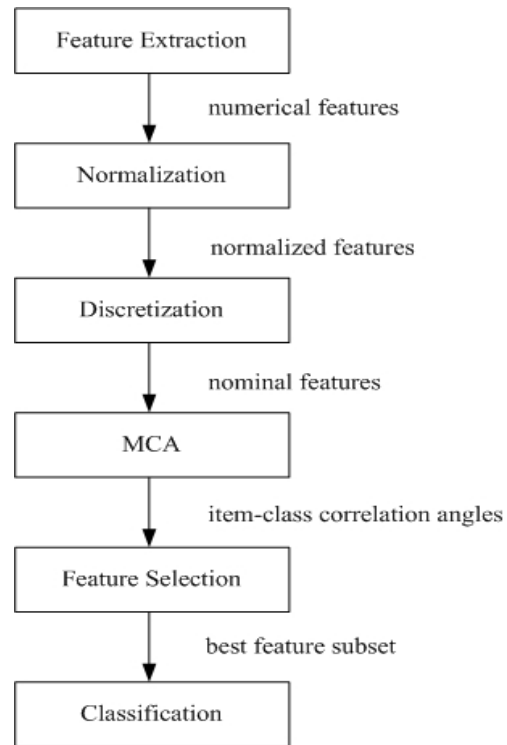 Feature Extraction
numerical features
Normalization
normalized features
Discretization
nominal features
MCA
item-class correlation angles
Feature Selection
best feature subset
Classification